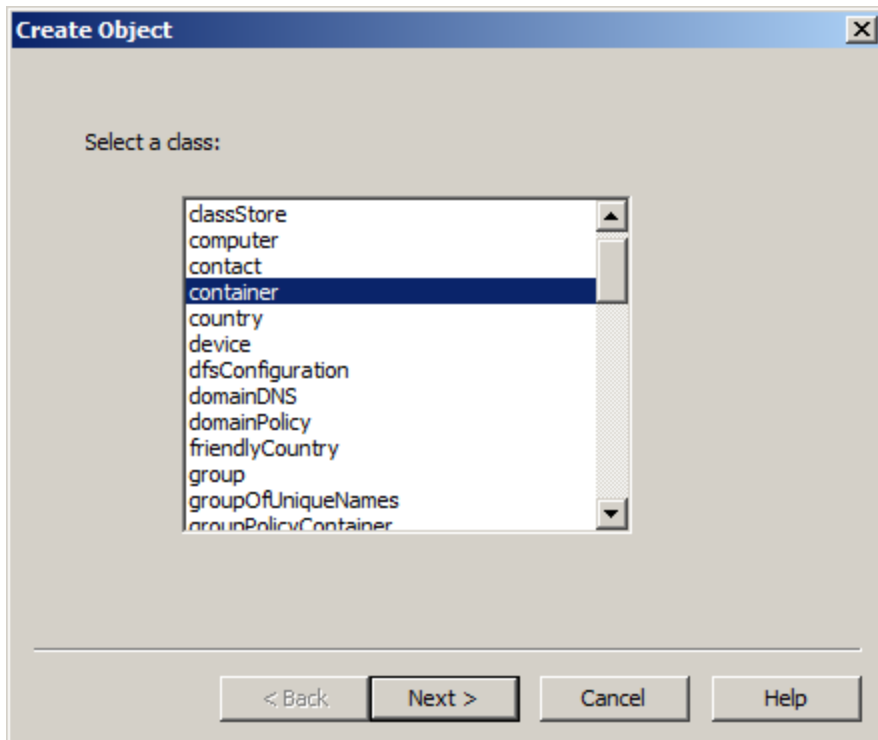 Create Object
Select a class:
classStore
computer
contact
container
country
device
dfsConfiguration
domainDNS
domainPolicy
friendlyCountry
group
groupOfUniqueNames
groupPolicyContainer
< Back
Next >
Cancel
Help